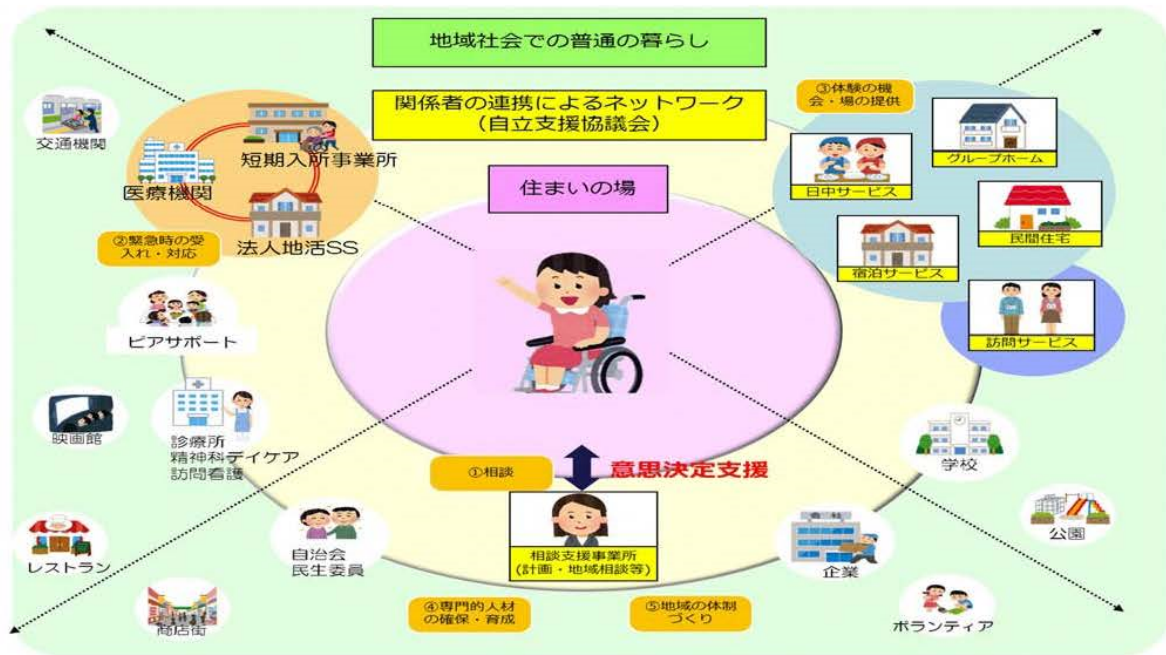 地域社会での普通の暮らし
関係者の連携によるネットワーク
（自立支援協議会）
住まいの場
交通機関
短期入所事業所
医療機関
法人地活SS
②緊急時の受
入れ・対応
③体験の機
会・場の提供
グループホーム
日中サービス
民間住宅
宿泊サービス
訪問サービス
ピアサポート
映画館
診療所
精神科デイケア
訪問看護
①相談
意思決定支援
学校
公園
レストラン
自治会
民生委員
相談支援事業所
(計画・地域相談等)
会社
企業
商店街
④専門的人材
の確保・育成
⑤地域の体制
づくり
ボランティア